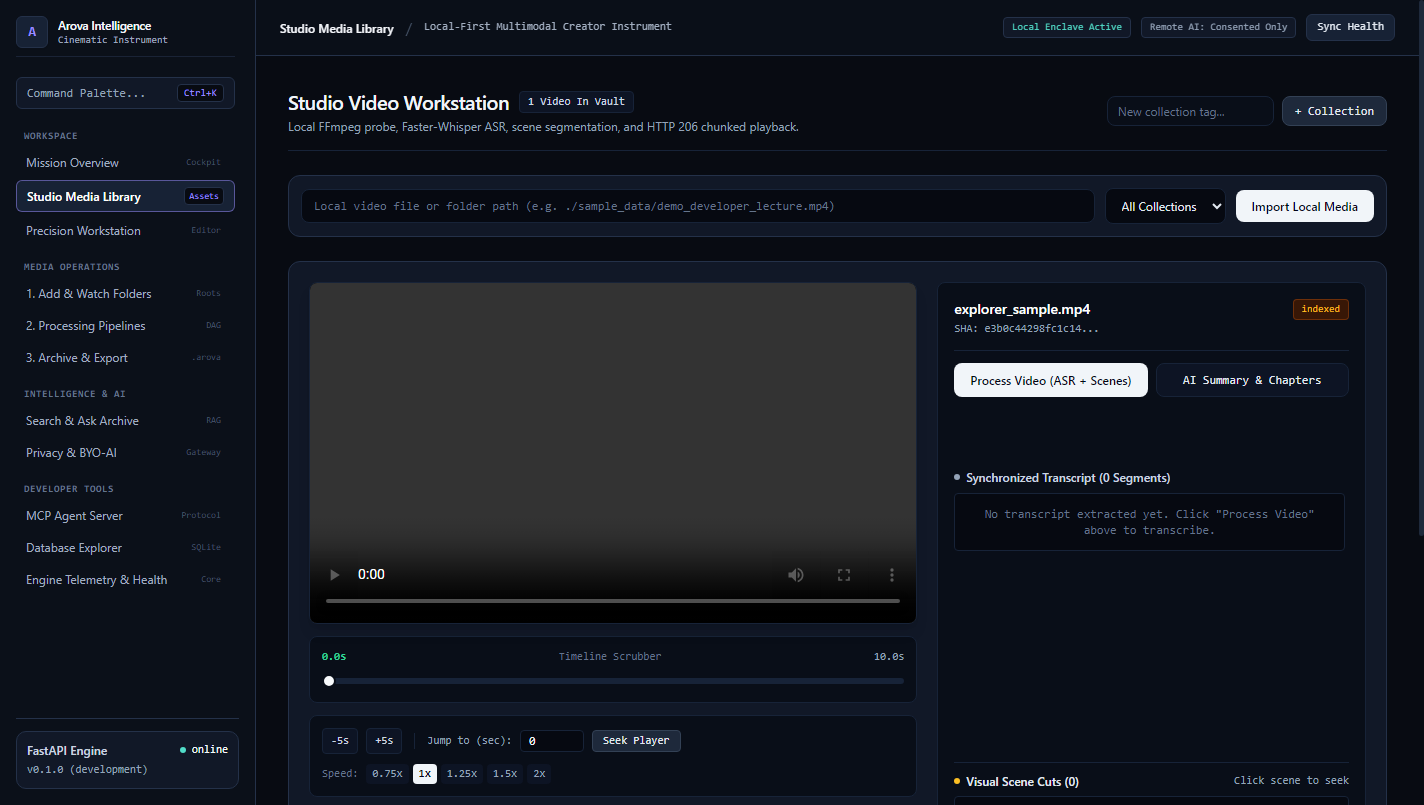 A
Arova Intelligence
Cinematic Instrument
Command Palette... Ctrl+K
WORKSPACE
Mission Overview Cockpit
Studio Media Library Assets
Precision Workstation Editor
MEDIA OPERATIONS
1. Add & Watch Folders Roots
2. Processing Pipelines DAG
3. Archive & Export .arova
INTELLIGENCE & AI
Search & Ask Archive RAG
Privacy & BYO-AI Gateway
DEVELOPER TOOLS
MCP Agent Server Protocol
Database Explorer SQLite
Engine Telemetry & Health Core
FastAPI Engine online
v0.1.0 (development)
Studio Media Library / Local-First Multimodal Creator Instrument
Local Enclave Active
Remote AI: Consented Only
Sync Health
Studio Video Workstation 1 Video In Vault
Local FFmpeg probe, Faster-Whisper ASR, scene segmentation, and HTTP 206 chunked playback.
New collection tag... + Collection
Local video file or folder path (e.g. ./sample_data/demo_developer_lecture.mp4)
All Collections
Import Local Media
0:00
0.0s Timeline Scrubber 10.0s
-5s +5s Jump to (sec): 0 Seek Player
Speed: 0.75x 1x 1.25x 1.5x 2x
explorer_sample.mp4 indexed
SHA: e3b0c44298fc1c14...
Process Video (ASR + Scenes) AI Summary & Chapters
Synchronized Transcript (0 Segments)
No transcript extracted yet. Click "Process Video"
above to transcribe.
Visual Scene Cuts (0) Click scene to seek